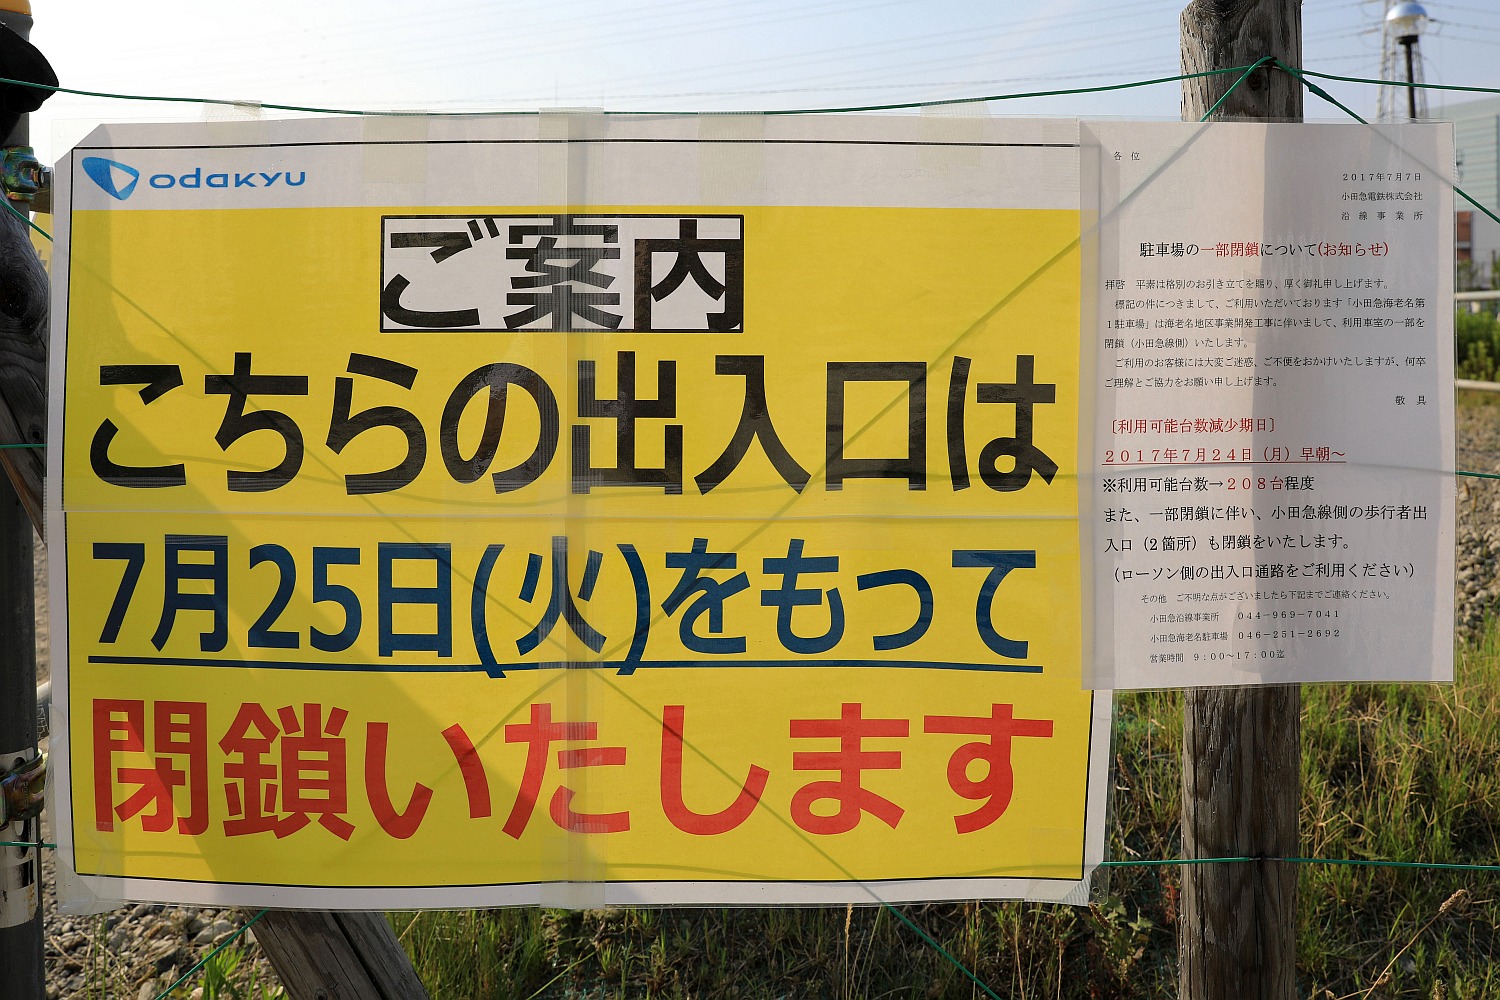 ODAKYU
ご案内
こちらの出入口は
7月25日(火)をもって
閉鎖いたします
各位
2017年7月7日
小田急電鉄株式会社
沿線事業所
駐車場の一部閉鎖について(お知らせ)
拝啓　平素は格別のお引き立てを賜り、厚く御礼申し上げます。
標記の件につきまして、ご利用いただいております「小田急海老名第
1駐車場」は海老名地区事業開発工事に伴いまして、利用車室の一部を
閉鎖（小田急線側）いたします。
ご利用のお客様には大変ご迷惑、ご不便をおかけいたしますが、何卒
ご理解とご協力をお願い申し上げます。
敬具
［利用可能台数減少期日］
2017年7月24日（月）早朝～
※利用可能台数→208台程度
また、一部閉鎖に伴い、小田急線側の歩行者出
入口（2箇所）も閉鎖をいたします。
（ローソン側の出入口通路をご利用ください）
その他　ご不明な点がございましたら下記までご連絡ください。
小田急沿線事業所　044-969-7041
小田急海老名駐車場　046-251-2692
営業時間　9:00～17:00迄